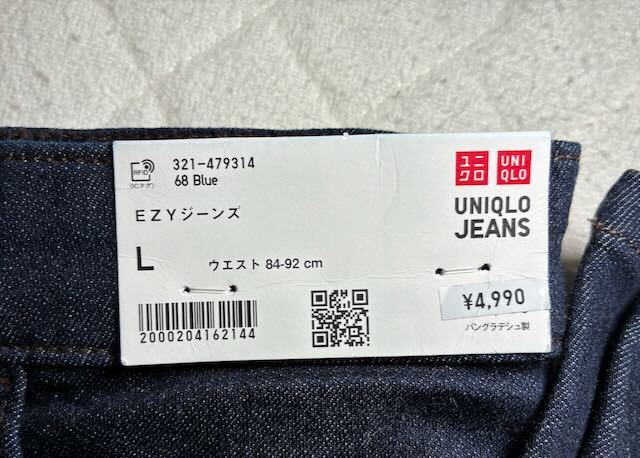 RFID
(ICタグ)
321-479314
68 Blue
EZYジーンズ
L
ウエスト 84-92 cm
2000204162144
ユニ
クロ
UNI
QLO
UNIQLO
JEANS
¥4,990
バングラデシュ製